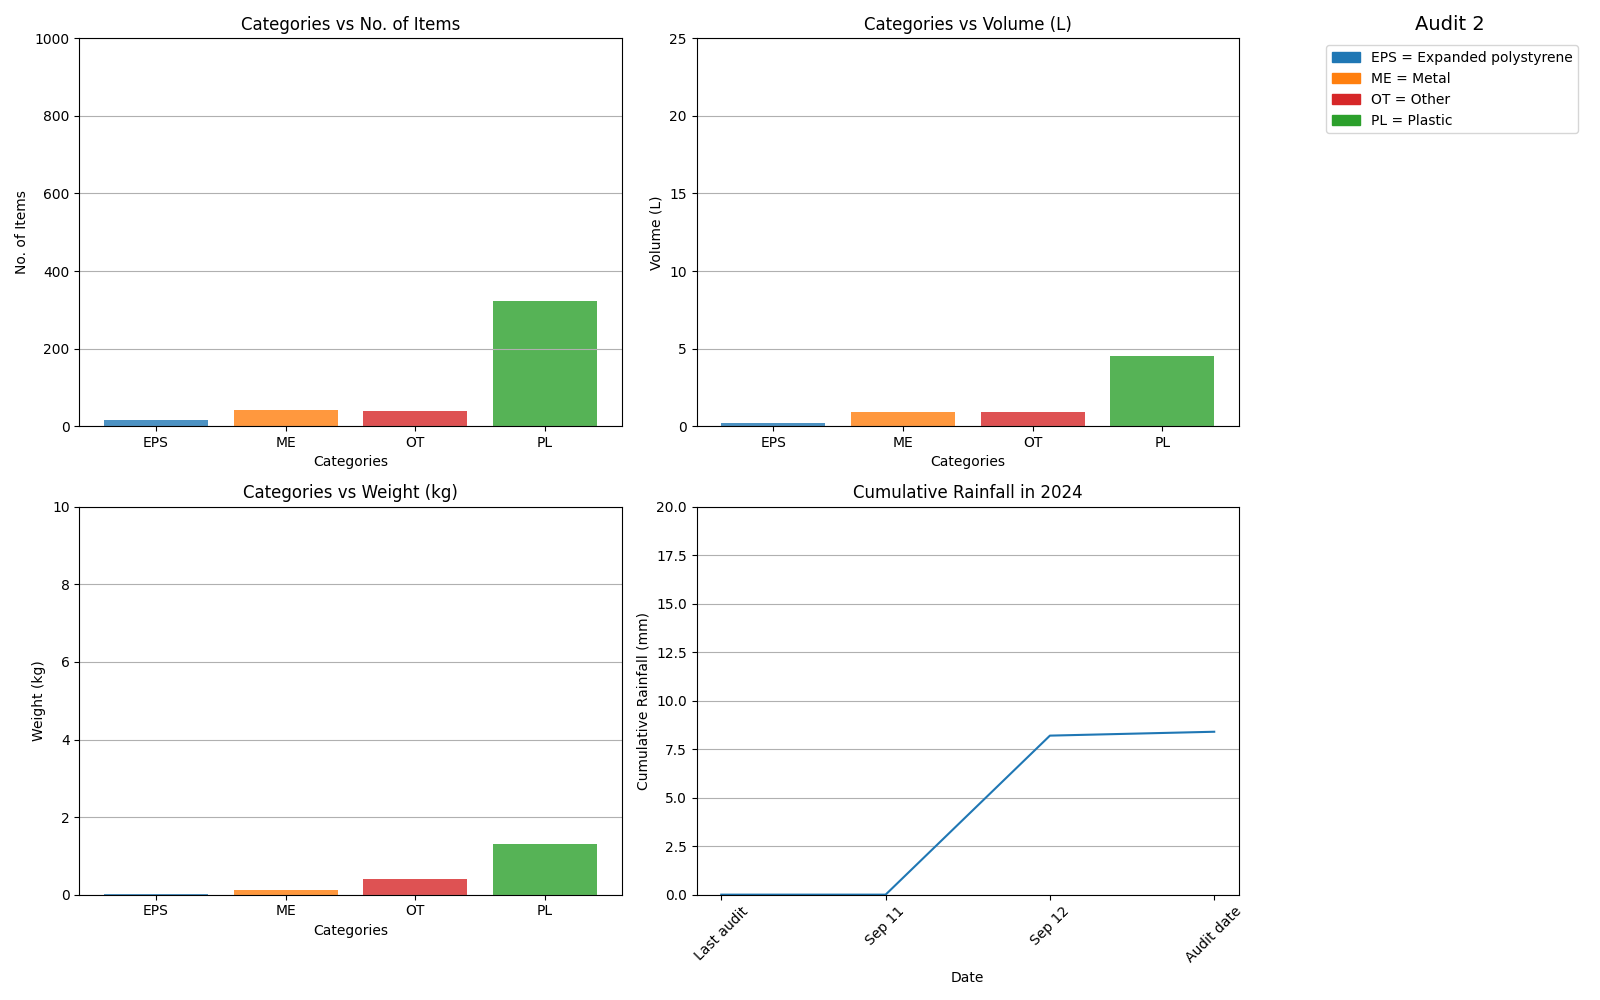 Categories vs No. of Items
1000
800
600
400
200
0
No. of Items
EPS ME OT PL
Categories
Categories vs Volume (L)
25
20
15
10
5
0
Volume (L)
EPS ME OT PL
Categories
Audit 2
EPS = Expanded polystyrene
ME = Metal
OT = Other
PL = Plastic
Categories vs Weight (kg)
10
8
6
4
2
0
Weight (kg)
EPS ME OT PL
Categories
Cumulative Rainfall in 2024
20.0
17.5
15.0
12.5
10.0
7.5
5.0
2.5
0.0
Cumulative Rainfall (mm)
Last audit Sep 11 Sep 12 Audit date
Date